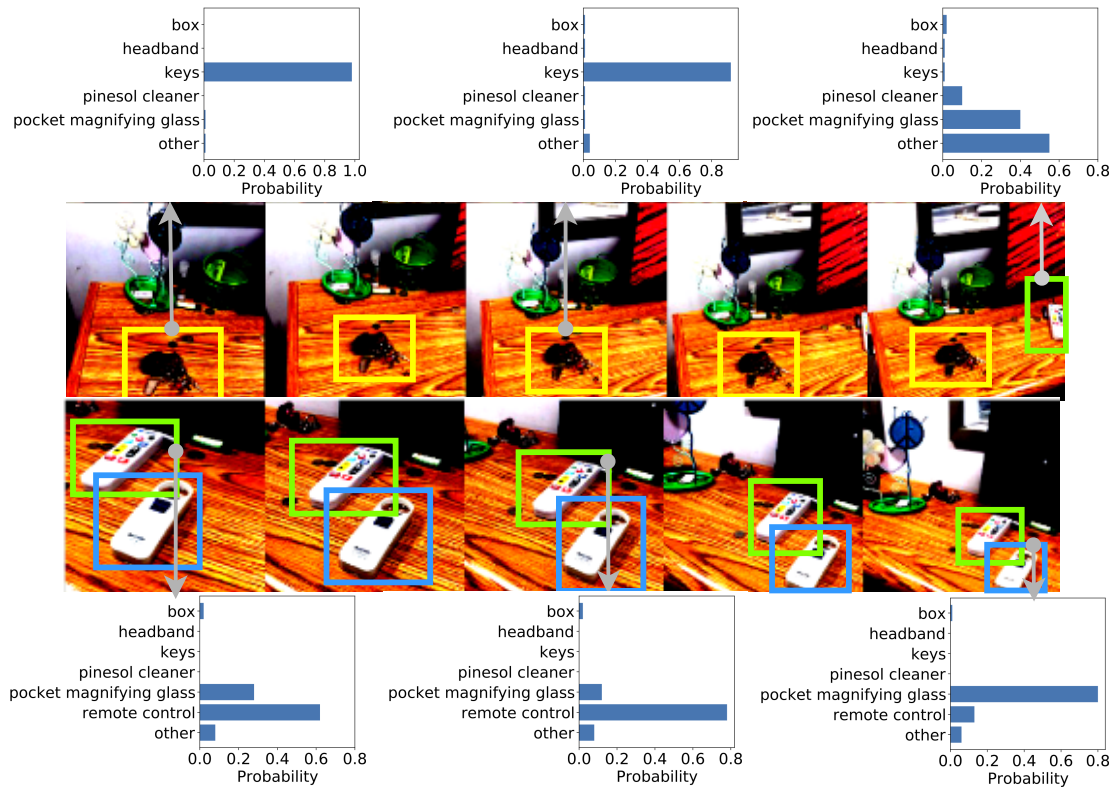 box
headband
keys
pinesol cleaner
pocket magnifying glass
other
0.0 0.2 0.4 0.6 0.8 1.0
Probability
box
headband
keys
pinesol cleaner
pocket magnifying glass
other
0.0 0.2 0.4 0.6 0.8
Probability
box
headband
keys
pinesol cleaner
pocket magnifying glass
other
0.0 0.2 0.4 0.6 0.8
Probability
box
headband
keys
pinesol cleaner
pocket magnifying glass
remote control
other
0.0 0.2 0.4 0.6 0.8
Probability
box
headband
keys
pinesol cleaner
pocket magnifying glass
remote control
other
0.0 0.2 0.4 0.6 0.8
Probability
box
headband
keys
pinesol cleaner
pocket magnifying glass
remote control
other
0.0 0.2 0.4 0.6 0.8
Probability